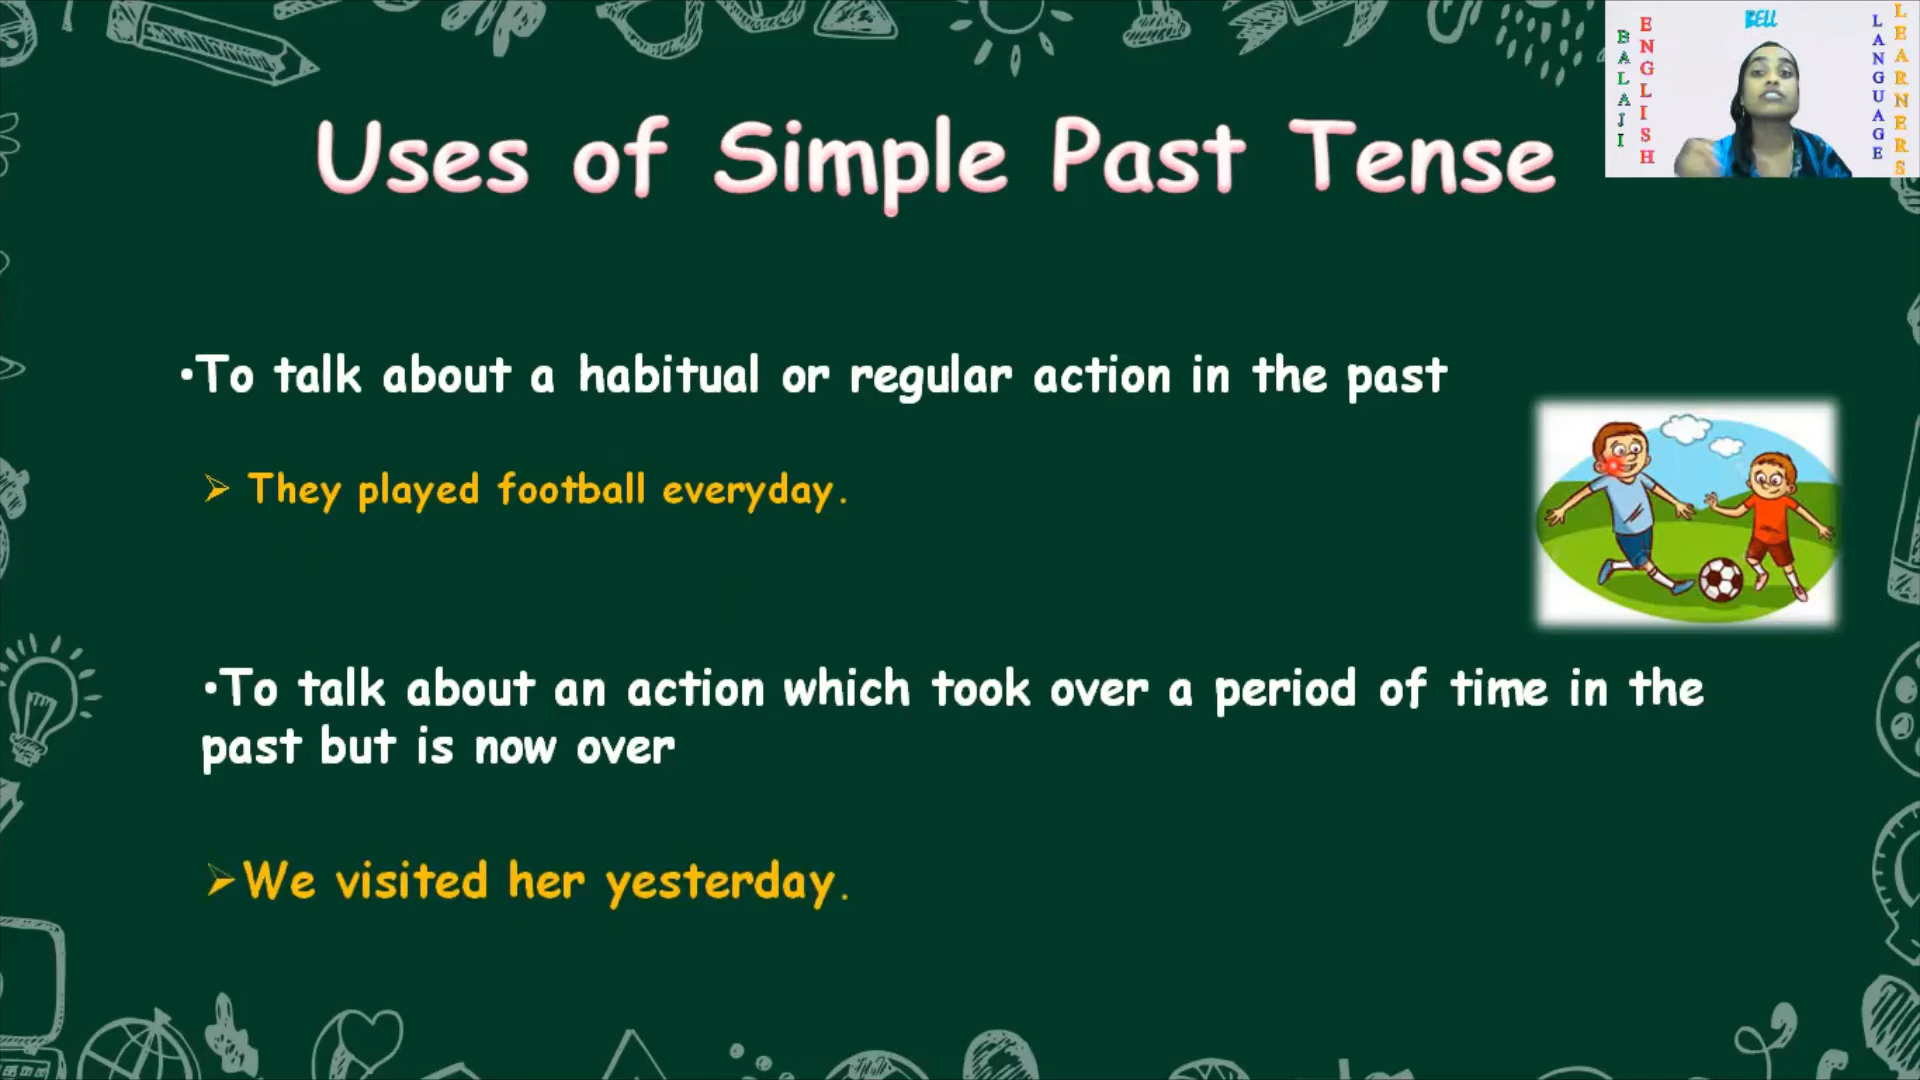 BALAJI
ENGLISH
BELL
LANGUAGE
LEARNERS
Uses of Simple Past Tense
•To talk about a habitual or regular action in the past
➢ They played football everyday.
•To talk about an action which took over a period of time in the
past but is now over
➢We visited her yesterday.